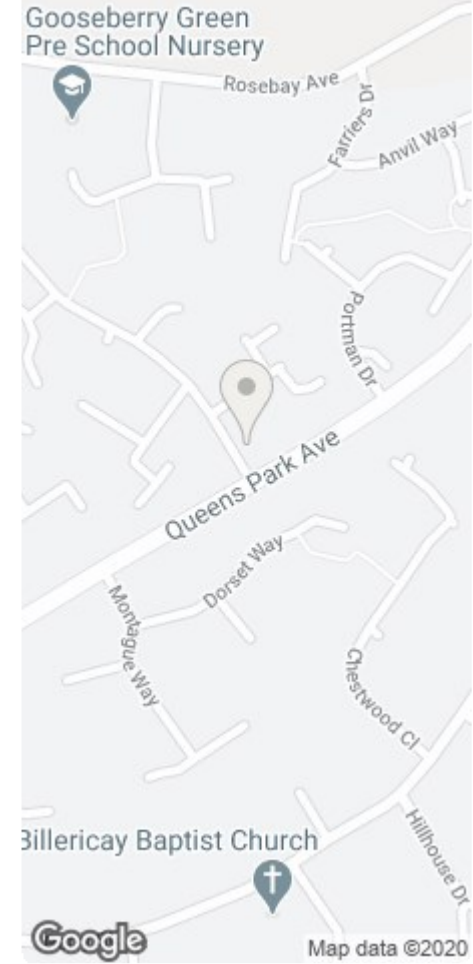 Gooseberry Green
Pre School Nursery
Rosebay Ave
Farriers Dr
Anvil Way
Portman Dr
Queens Park Ave
Dorset Way
Montague Way
Chestwood Cl
Billericay Baptist Church
Hillhouse Dr
Google
Map data ©2020